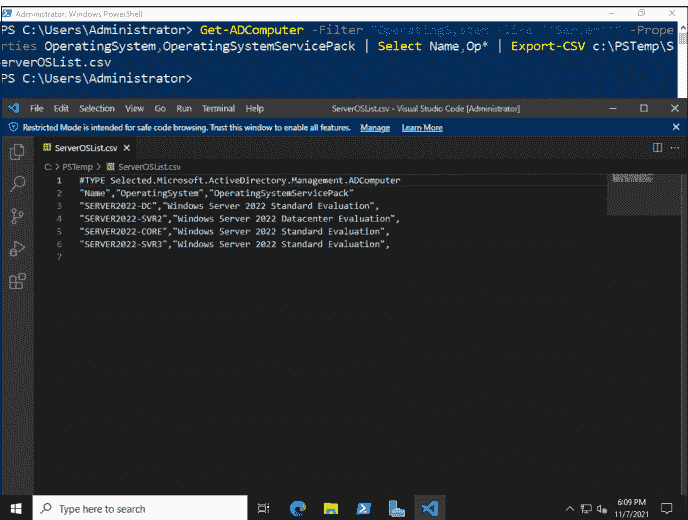 Administrator: Windows PowerShell
PS C:\Users\Administrator> Get-ADComputer -Filter "OperatingSystem -like '*Server*'" -Prope
rties OperatingSystem,OperatingSystemServicePack | Select Name,Op* | Export-CSV c:\PSTemp\S
erverOSList.csv
PS C:\Users\Administrator>
File Edit Selection View Go Run Terminal Help ServerOSList.csv - Visual Studio Code [Administrator]
Restricted Mode is intended for safe code browsing. Trust this window to enable all features. Manage Learn More
ServerOSList.csv
C: > PSTemp > ServerOSList.csv
1 #TYPE Selected.Microsoft.ActiveDirectory.Management.ADComputer
2 "Name","OperatingSystem","OperatingSystemServicePack"
3 "SERVER2022-DC","Windows Server 2022 Standard Evaluation",
4 "SERVER2022-SVR2","Windows Server 2022 Datacenter Evaluation",
5 "SERVER2022-CORE","Windows Server 2022 Standard Evaluation",
6 "SERVER2022-SVR3","Windows Server 2022 Standard Evaluation",
7
Type here to search
6:09 PM
11/7/2021